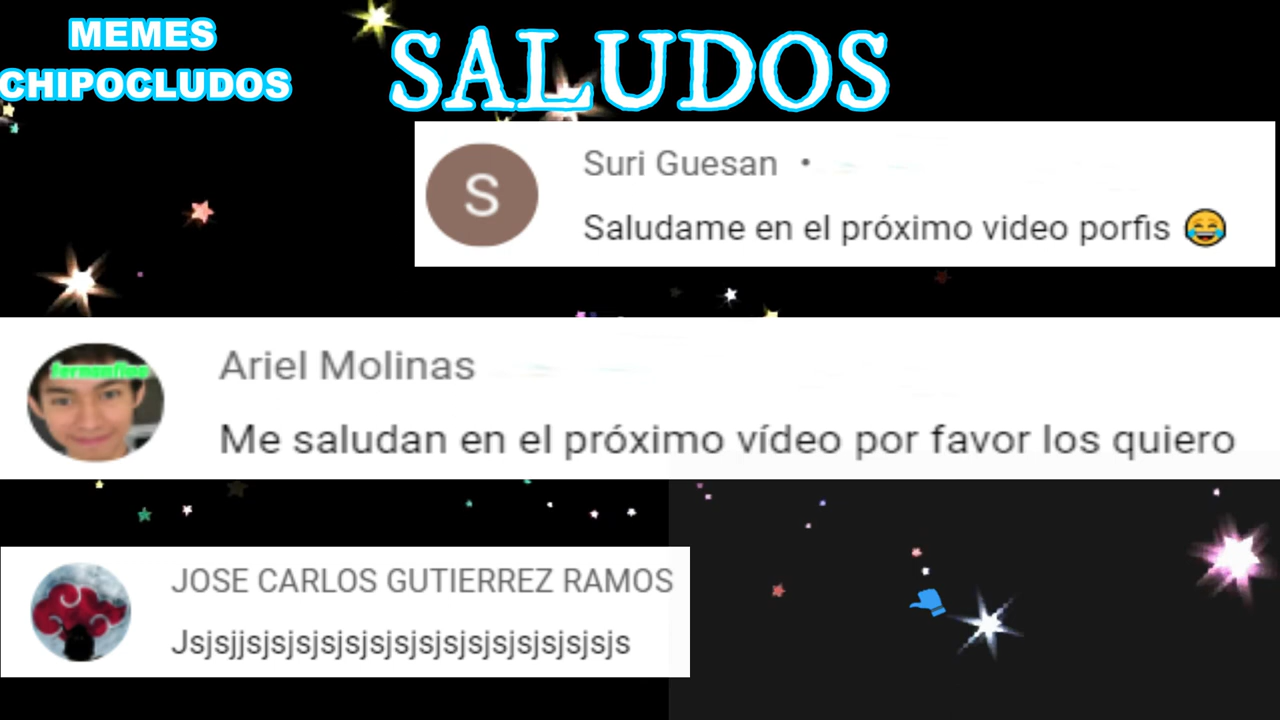 MEMES
CHIPOCLUDOS
SALUDOS
S
Suri Guesan •
Saludame en el próximo video porfis 😂
Ariel Molinas
Me saludan en el próximo vídeo por favor los quiero
JOSE CARLOS GUTIERREZ RAMOS
Jsjsjjsjsjsjsjsjsjsjsjsjsjsjsjsjsjsjs